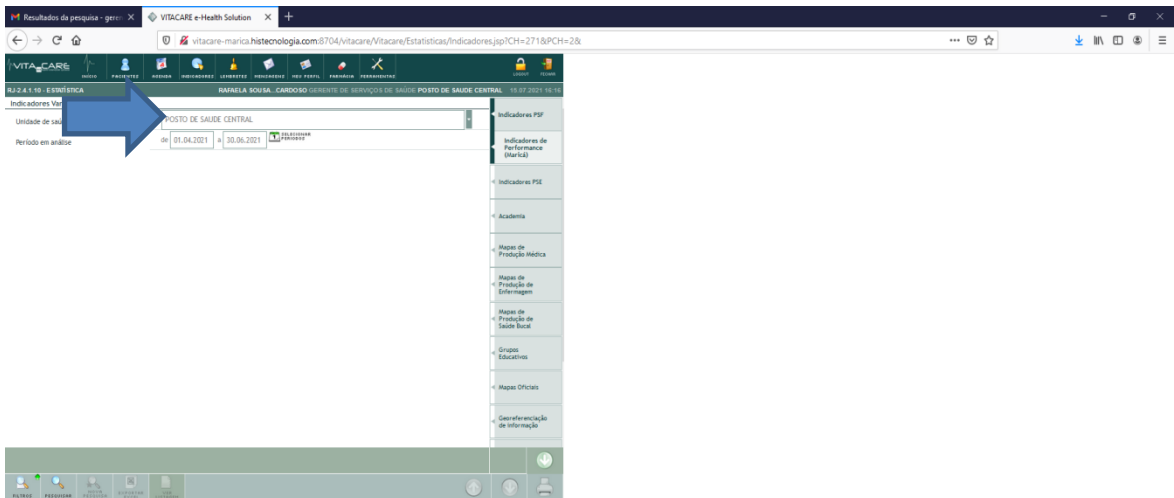 Resultados da pesquisa - geren
VITACARE e-Health Solution
vitacare-marica.histecnologia.com:8704/vitacare/Vitacare/Estatisticas/Indicadores.jsp?CH=271&PCH=2&
VITA_CARE
INÍCIO PACIENTES AGENDA INDICADORES LEMBRETES MENSAGENS MEU PERFIL FARMÁCIA FERRAMENTAS LOGOUT FECHAR
RJ-2.4.1.10 - ESTATÍSTICA RAFAELA SOUSA...CARDOSO GERENTE DE SERVIÇOS DE SAÚDE POSTO DE SAUDE CENTRAL 19.07.2021 16:16
Indicadores Var
Unidade de saú
POSTO DE SAUDE CENTRAL
Período em análise
de 01.04.2021 a 30.06.2021 SELECIONAR PERÍODOS
Indicadores PSF
Indicadores de
Performance
(Maricá)
Indicadores PSE
Academia
Mapas de
Produção Médica
Mapas de
Produção de
Enfermagem
Mapas de
Produção de
Saúde Bucal
Grupos
Educativos
Mapas Oficiais
Georeferenciação
de informação
FILTROS PESQUISAR